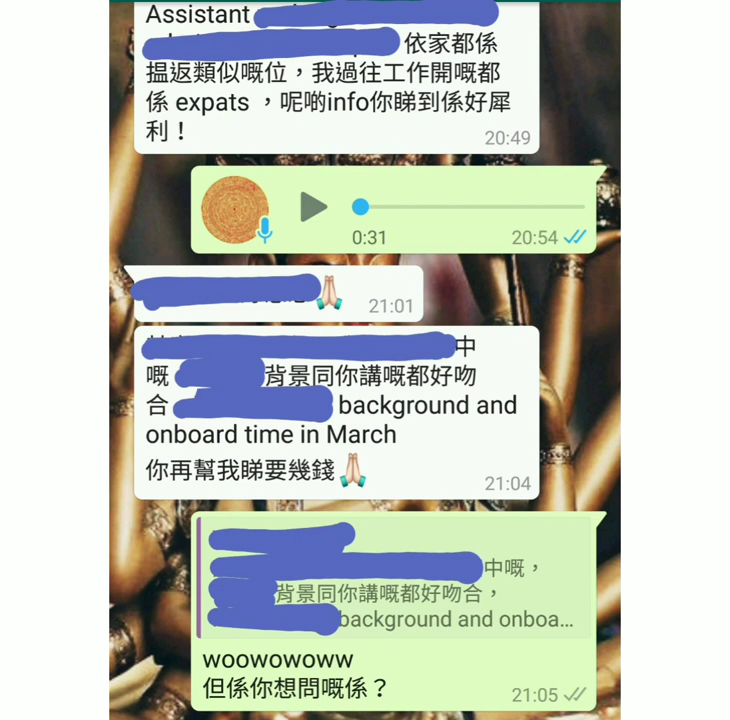 Assistant
依家都係
搵返類似嘅位，我過往工作開嘅都
係 expats ，呢啲info你睇到係好犀
利！
20:49
0:31 20:54
🙏🏻
21:01
中
嘅 背景同你講嘅都好吻
合 background and
onboard time in March
你再幫我睇要幾錢🙏🏻
21:04
中嘅，
背景同你講嘅都好吻合，
background and onboa...
woowowoww
但係你想問嘅係？
21:05